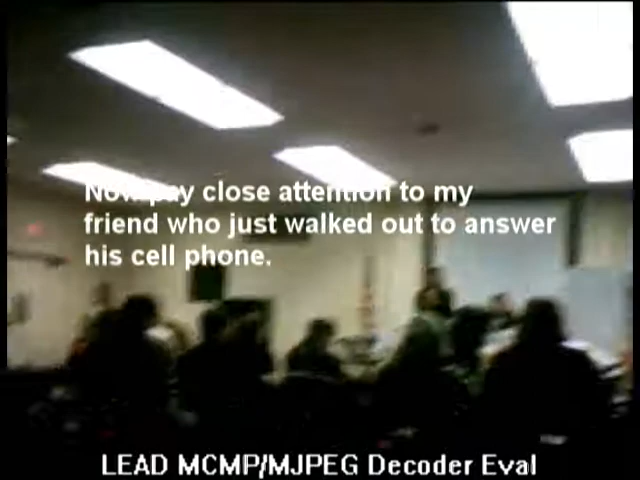 Now pay close attention to my
friend who just walked out to answer
his cell phone.
LEAD MCMP/MJPEG Decoder Eval